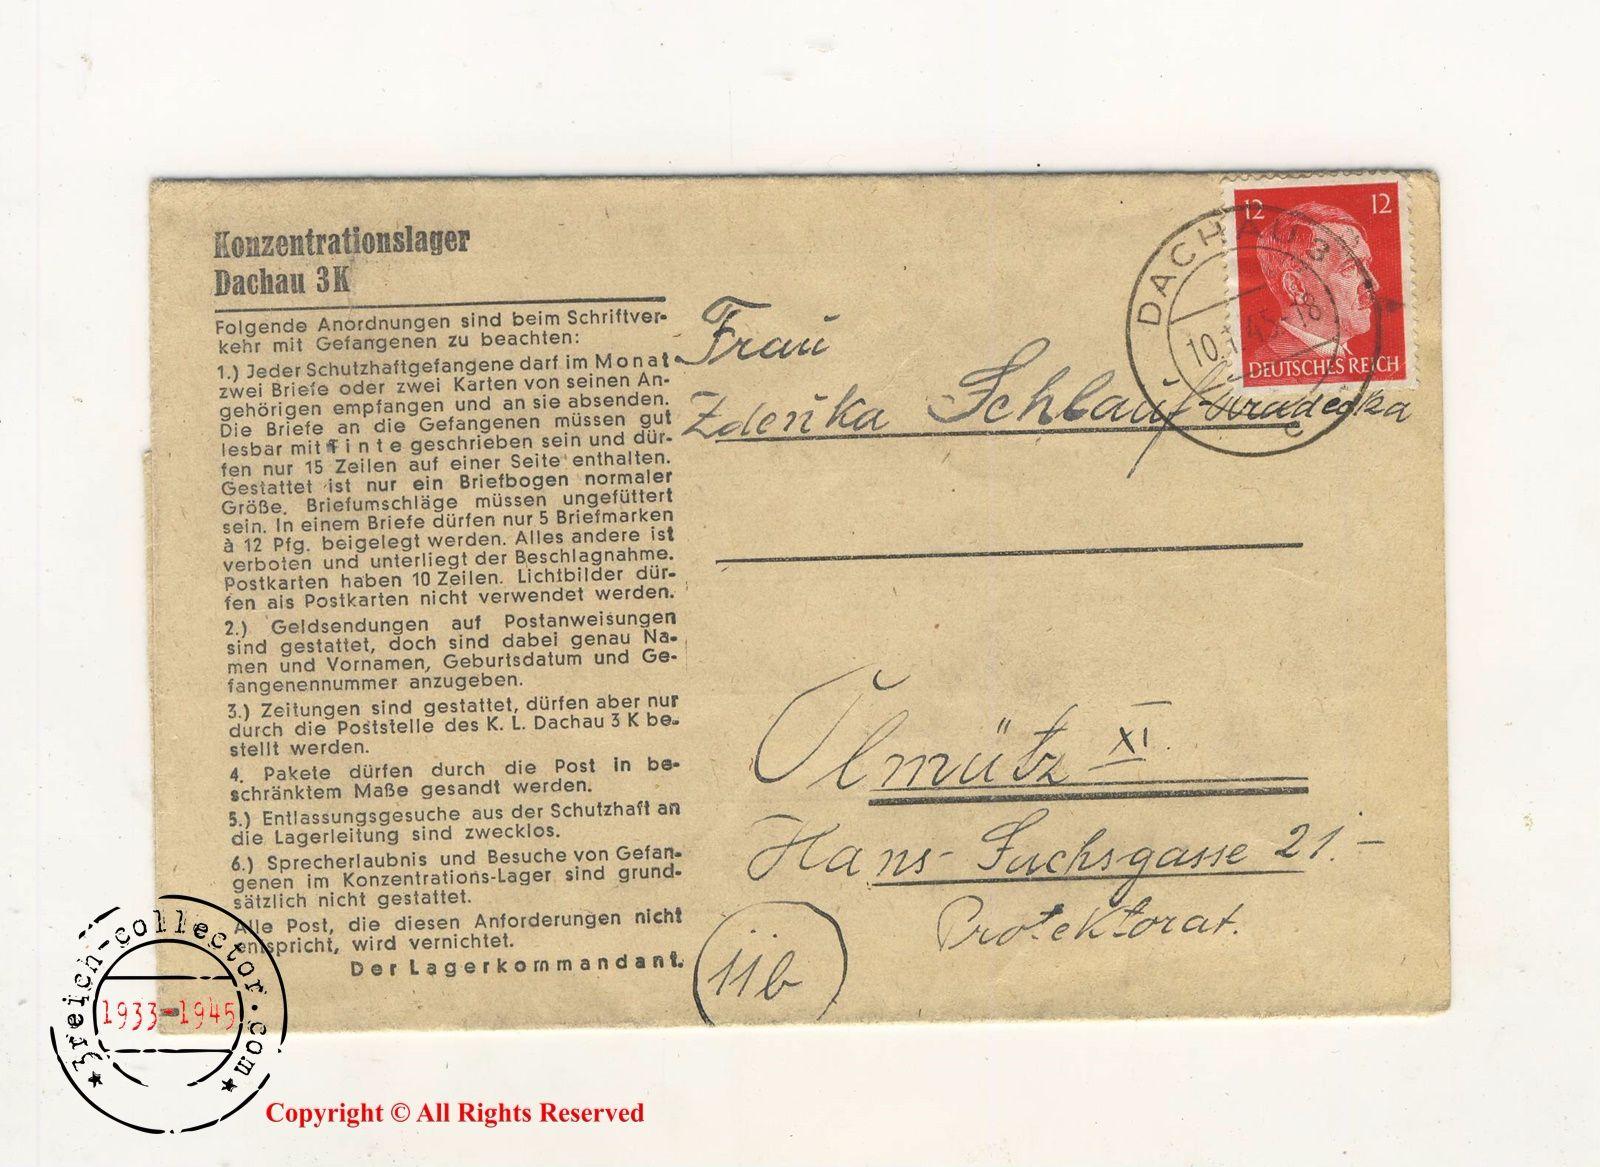 Konzentrationslager
Dachau 3 K
Folgende Anordnungen sind beim Schriftver-
kehr mit Gefangenen zu beachten:
1.) Jeder Schutzhaftgefangene darf im Monat
zwei Briefe oder zwei Karten von seinen An-
gehörigen empfangen und an sie absenden.
Die Briefe an die Gefangenen müssen gut
lesbar mit Tinte geschrieben sein und dür-
fen nur 15 Zeilen auf einer Seite enthalten.
Gestattet ist nur ein Briefbogen normaler
Größe. Briefumschläge müssen ungefüttert
sein. In einem Briefe dürfen nur 5 Briefmarken
à 12 Pfg. beigelegt werden. Alles andere ist
verboten und unterliegt der Beschlagnahme.
Postkarten haben 10 Zeilen. Lichtbilder dür-
fen als Postkarten nicht verwendet werden.
2.) Geldsendungen auf Postanweisungen
sind gestattet, doch sind dabei genau Na-
men und Vornamen, Geburtsdatum und Ge-
fangenennummer anzugeben.
3.) Zeitungen sind gestattet, dürfen aber nur
durch die Poststelle des K. L. Dachau 3 K be-
stellt werden.
4. Pakete dürfen durch die Post in be-
schränktem Maße gesandt werden.
5.) Entlassungsgesuche aus der Schutzhaft an
die Lagerleitung sind zwecklos.
6.) Sprecherlaubnis und Besuche von Gefan-
genen im Konzentrations-Lager sind grund-
sätzlich nicht gestattet.
Alle Post, die diesen Anforderungen nicht
entspricht, wird vernichtet.
Der Lagerkommandant.
12 12
DEUTSCHES REICH
DACHAU 3
10.1.45-18
c
Frau
Zdenka Schlauf-Hradecka
Olmütz XI.
Hans-Sachsgasse 21.-
Protektorat.
11b
3reich-collector.com
1933-1945
Copyright © All Rights Reserved